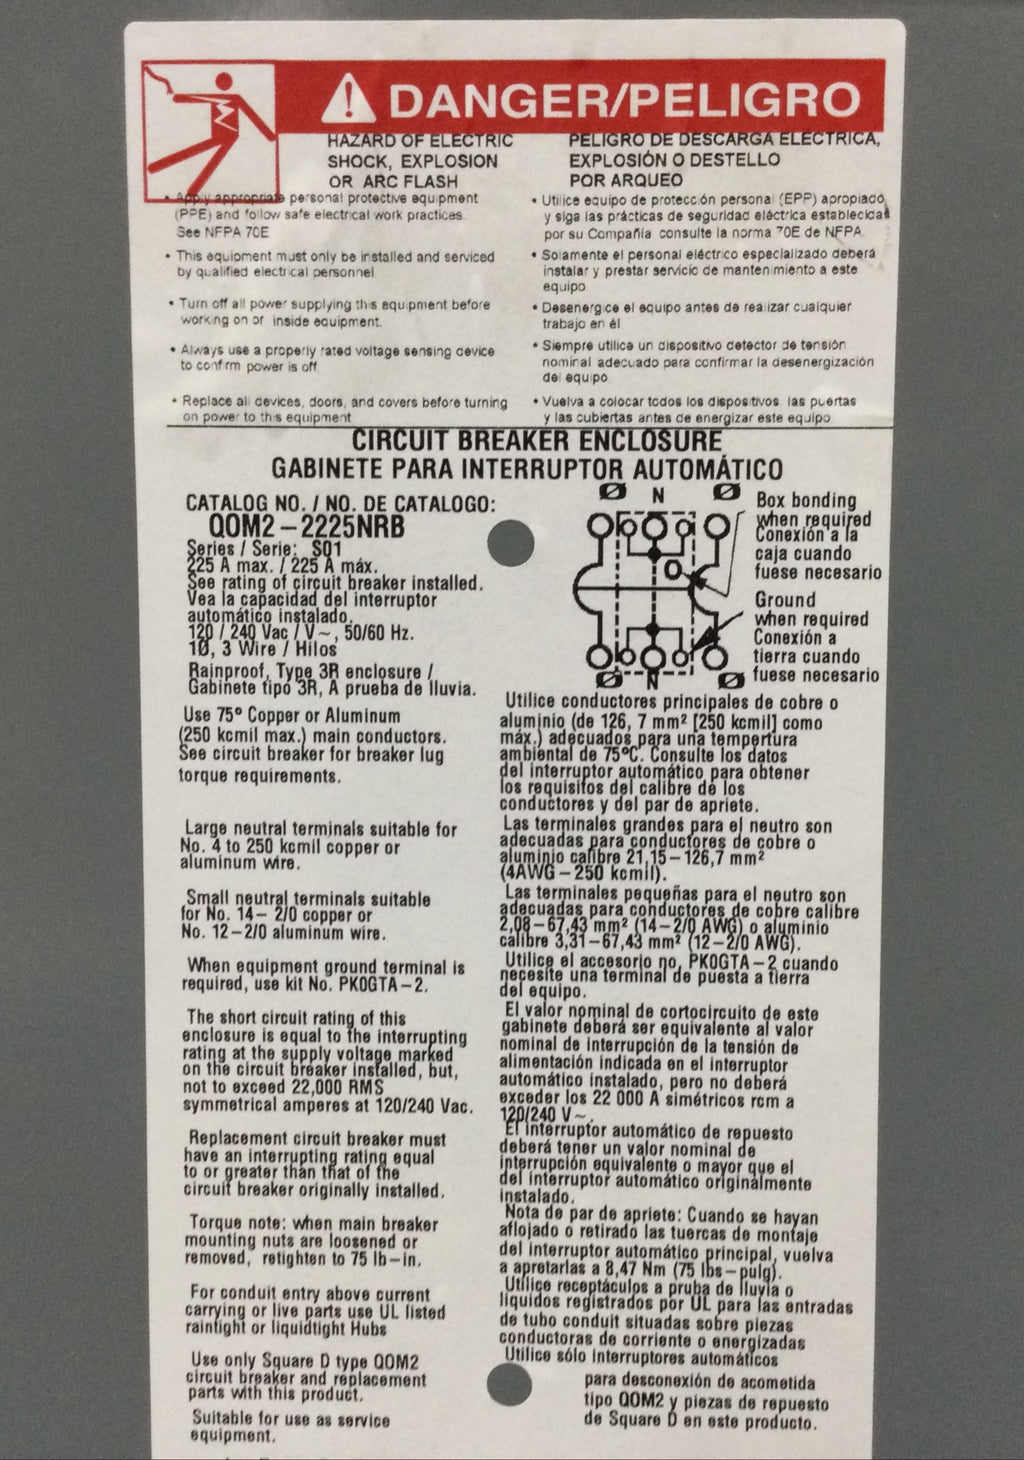 DANGER/PELIGRO
HAZARD OF ELECTRIC
SHOCK, EXPLOSION
OR ARC FLASH
• Apply appropriate personal protective equipment
(PPE) and follow safe electrical work practices.
See NFPA 70E
• This equipment must only be installed and serviced
by qualified electrical personnel
• Turn off all power supplying this equipment before
working on or inside equipment.
• Always use a properly rated voltage sensing device
to confirm power is off
• Replace all devices, doors, and covers before turning
on power to this equipment
PELIGRO DE DESCARGA ELÉCTRICA,
EXPLOSIÓN O DESTELLO
POR ARQUEO
• Utilice equipo de protección personal (EPP) apropiado
y siga las prácticas de seguridad eléctrica establecidas
por su Compañia consulte la norma 70E de NFPA
• Solamente el personal eléctrico especializado deberá
instalar y prestar servicio de mantenimiento a este
equipo
• Desenergice el equipo antes de realizar cualquier
trabajo en él
• Siempre utilice un dispositivo detector de tensión
nominal adecuado para confirmar la desenergización
del equipo
• Vuelva a colocar todos los dispositivos, las puertas
y las cubiertas antes de energizar este equipo
CIRCUIT BREAKER ENCLOSURE
GABINETE PARA INTERRUPTOR AUTOMÁTICO
CATALOG NO. / NO. DE CATALOGO:
QOM2-2225NRB
Series / Serie: S01
225 A max. / 225 A máx.
See rating of circuit breaker installed.
Vea la capacidad del interruptor
automático instalado.
120 / 240 Vac / V~, 50/60 Hz.
1Ø, 3 Wire / Hilos
Rainproof, Type 3R enclosure /
Gabinete tipo 3R, A prueba de lluvia.
Ø N Ø
Box bonding
when required
Conexión a la
caja cuando
fuese necesario
Ground
when required
Conexión a
tierra cuando
fuese necesario
Ø N Ø
Use 75° Copper or Aluminum
(250 kcmil max.) main conductors.
See circuit breaker for breaker lug
torque requirements.
Large neutral terminals suitable for
No. 4 to 250 kcmil copper or
aluminum wire.
Small neutral terminals suitable
for No. 14-2/0 copper or
No. 12-2/0 aluminum wire.
When equipment ground terminal is
required, use kit No. PK0GTA-2.
The short circuit rating of this
enclosure is equal to the interrupting
rating at the supply voltage marked
on the circuit breaker installed, but,
not to exceed 22,000 RMS
symmetrical amperes at 120/240 Vac.
Replacement circuit breaker must
have an interrupting rating equal
to or greater than that of the
circuit breaker originally installed.
Torque note: when main breaker
mounting nuts are loosened or
removed, retighten to 75 lb-in.
For conduit entry above current
carrying or live parts use UL listed
raintight or liquidtight Hubs
Use only Square D type QOM2
circuit breaker and replacement
parts with this product.
Suitable for use as service
equipment.
Utilice conductores principales de cobre o
aluminio (de 126, 7 mm² [250 kcmil] como
máx.) adecuados para una tempertura
ambiental de 75°C. Consulte los datos
del interruptor automático para obtener
los requisitos del calibre de los
conductores y del par de apriete.
Las terminales grandes para el neutro son
adecuadas para conductores de cobre o
aluminio calibre 21,15-126,7 mm²
(4AWG-250 kcmil).
Las terminales pequeñas para el neutro son
adecuadas para conductores de cobre calibre
2,08-67,43 mm² (14-2/0 AWG) o aluminio
calibre 3,31-67,43 mm² (12-2/0 AWG).
Utilice el accesorio no. PK0GTA-2 cuando
necesite una terminal de puesta a tierra
del equipo.
El valor nominal de cortocircuito de este
gabinete deberá ser equivalente al valor
nominal de interrupción de la tensión de
alimentación indicada en el interruptor
automático instalado, pero no deberá
exceder los 22 000 A simétricos rcm a
120/240 V~.
El interruptor automático de repuesto
deberá tener un valor nominal de
interrupción equivalente o mayor que el
del interruptor automático originalmente
instalado.
Nota de par de apriete: Cuando se hayan
aflojado o retirado las tuercas de montaje
del interruptor automático principal, vuelva
a apretarlas a 8,47 Nm (75 lbs-pulg).
Utilice receptáculos a pruba de lluvia o
líquidos registrados por UL para las entradas
de tubo conduit situadas sobre piezas
conductoras de corriente o energizadas
Utilice sólo interruptores automáticos
para desconexión de acometida
tipo QOM2 y piezas de repuesto
de Square D en este producto.